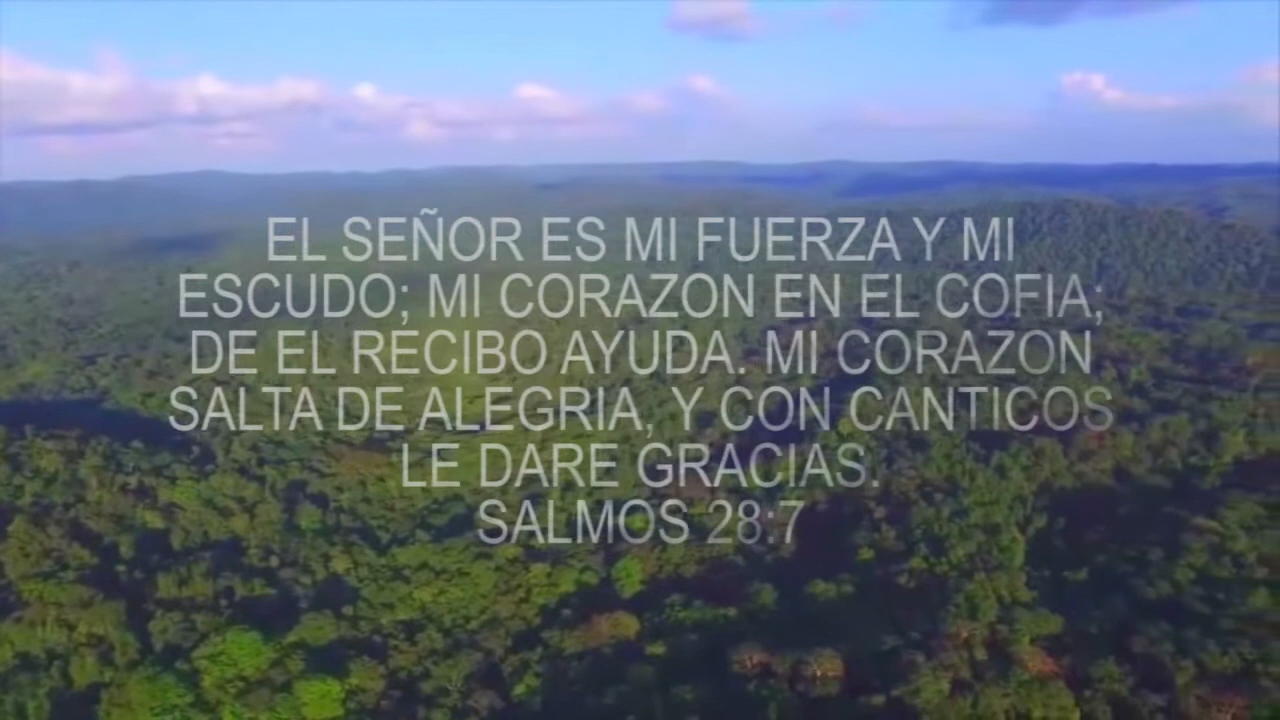 EL SEÑOR ES MI FUERZA Y MI
ESCUDO; MI CORAZON EN EL COFIA;
DE EL RECIBO AYUDA. MI CORAZON
SALTA DE ALEGRIA, Y CON CANTICOS
LE DARE GRACIAS.
SALMOS 28:7